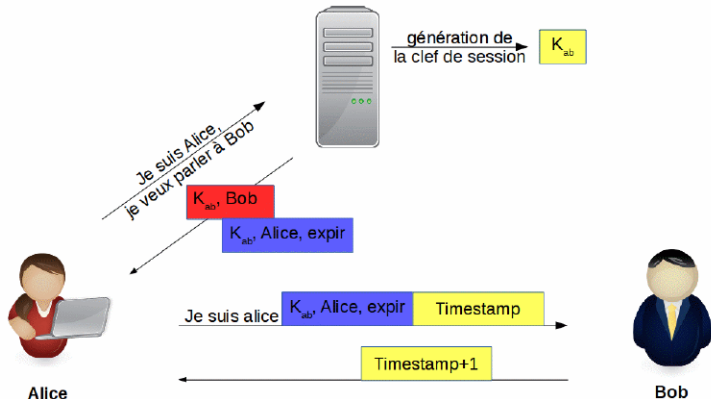 génération de
la clef de session
Kab
Je suis Alice,
je veux parler à Bob
Kab, Bob
Kab, Alice, expir
Je suis alice
Kab, Alice, expir
Timestamp
Timestamp+1
Alice
Bob